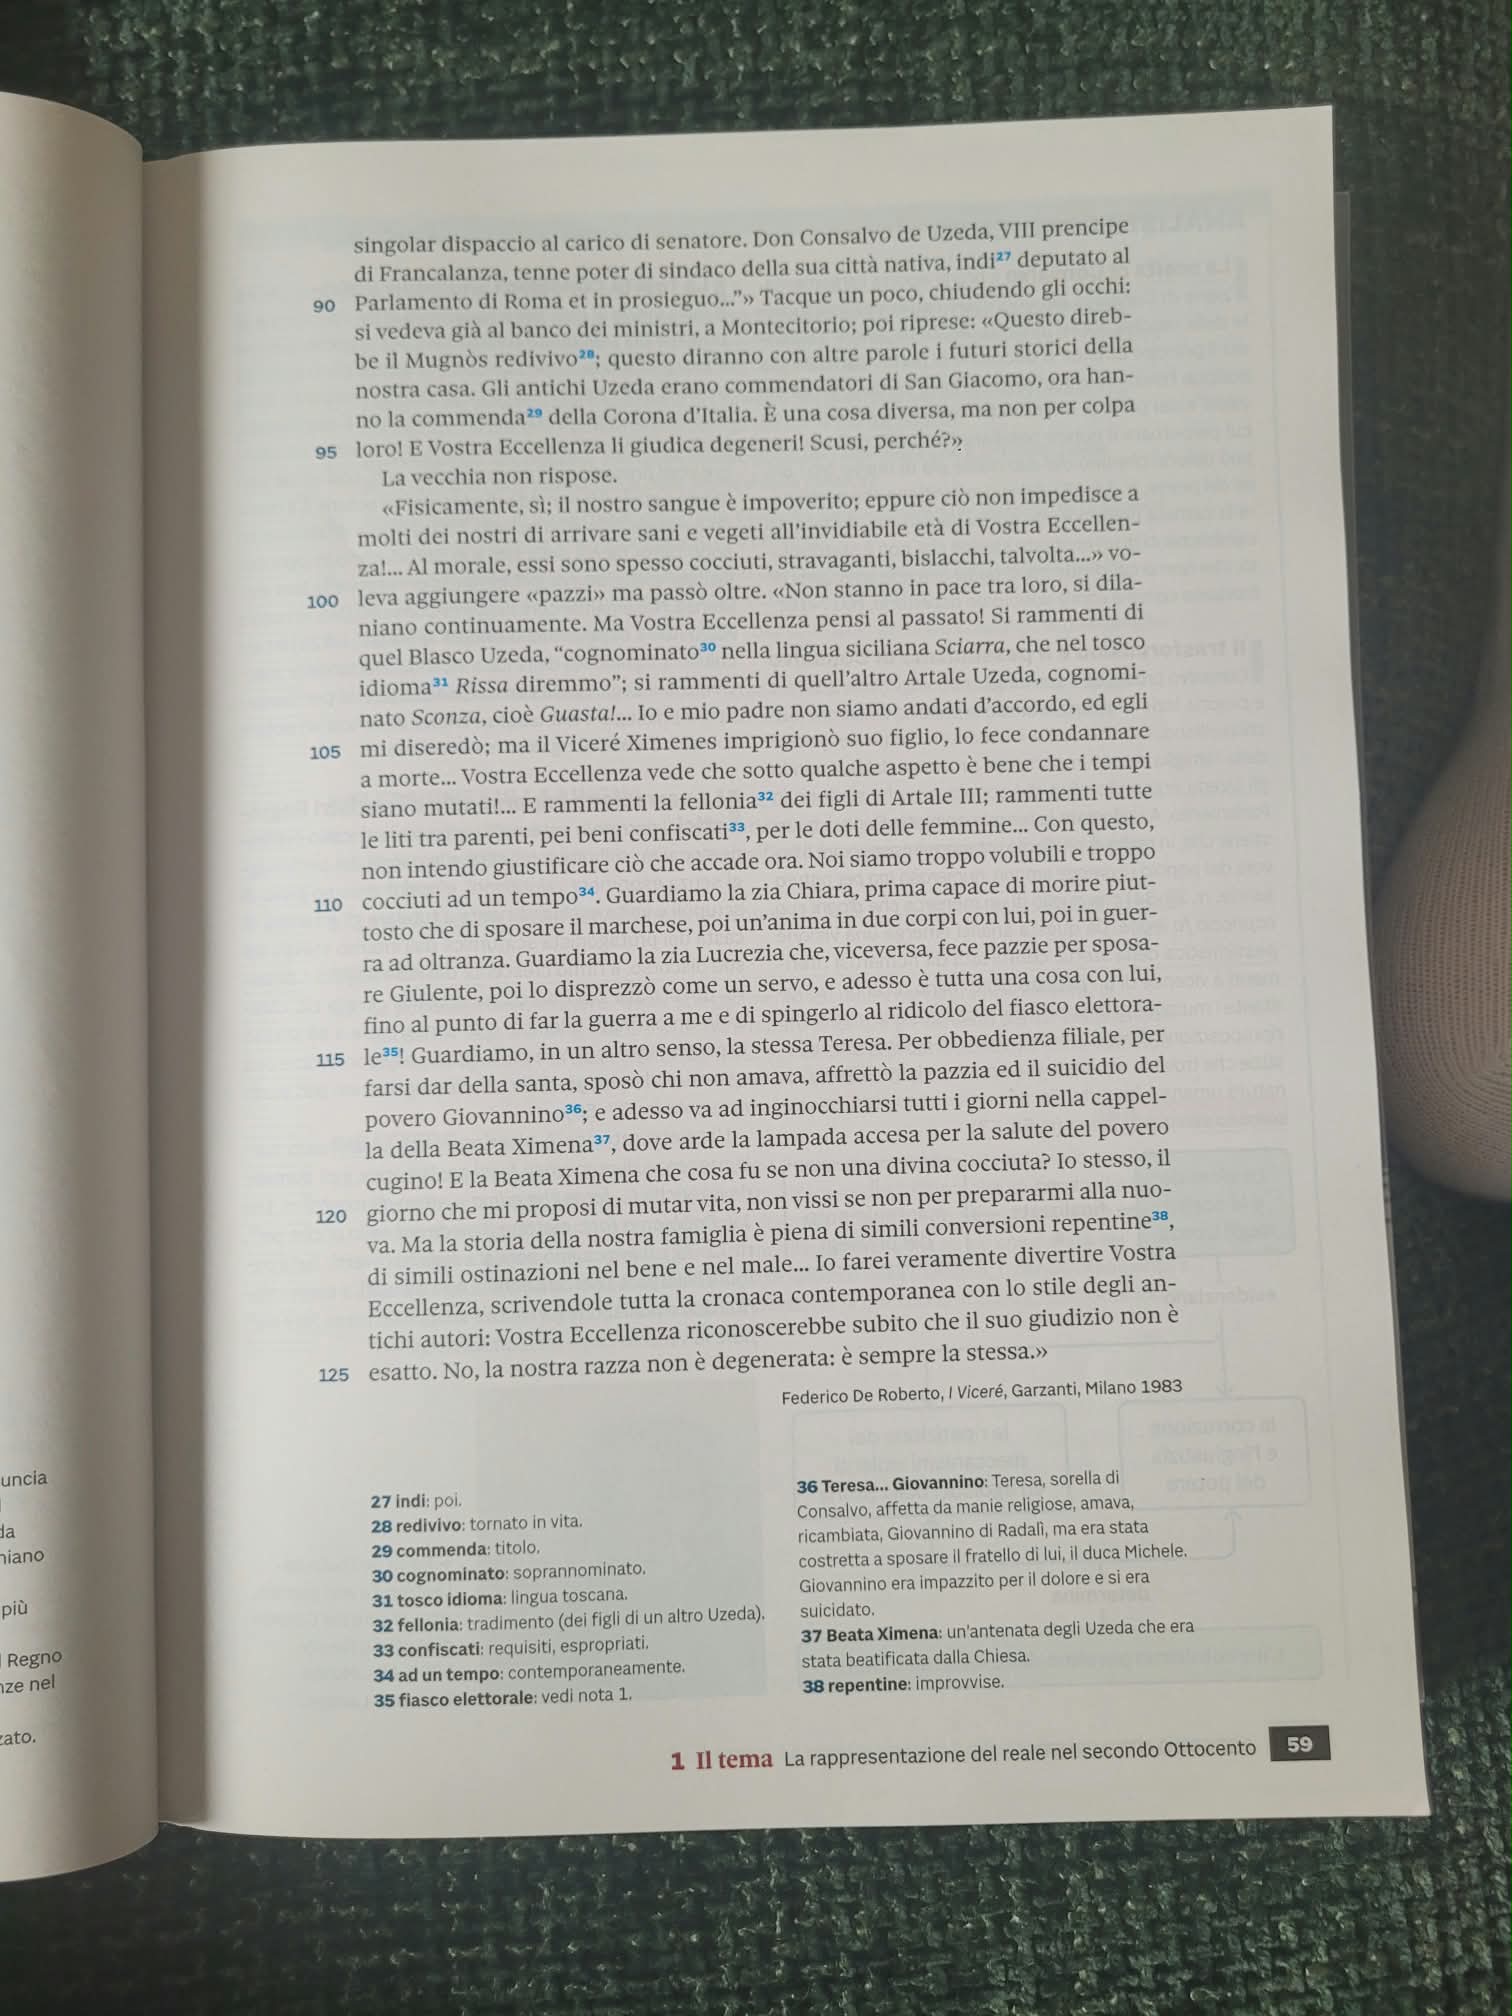 singolar dispaccio al carico di senatore. Don Consalvo de Uzeda, VIII prencipe
di Francalanza, tenne poter di sindaco della sua città nativa, indi27 deputato al
90 Parlamento di Roma et in prosieguo...”» Tacque un poco, chiudendo gli occhi:
si vedeva già al banco dei ministri, a Montecitorio; poi riprese: «Questo direb-
be il Mugnòs redivivo28; questo diranno con altre parole i futuri storici della
nostra casa. Gli antichi Uzeda erano commendatori di San Giacomo, ora han-
no la commenda29 della Corona d'Italia. È una cosa diversa, ma non per colpa
95 loro! E Vostra Eccellenza li giudica degeneri! Scusi, perché?»
La vecchia non rispose.
«Fisicamente, sì; il nostro sangue è impoverito; eppure ciò non impedisce a
molti dei nostri di arrivare sani e vegeti all'invidiabile età di Vostra Eccellen-
za!... Al morale, essi sono spesso cocciuti, stravaganti, bislacchi, talvolta...» vo-
100 leva aggiungere «pazzi» ma passò oltre. «Non stanno in pace tra loro, si dila-
niano continuamente. Ma Vostra Eccellenza pensi al passato! Si rammenti di
quel Blasco Uzeda, “cognominato30 nella lingua siciliana Sciarra, che nel tosco
idioma31 Rissa diremmo”; si rammenti di quell'altro Artale Uzeda, cognomi-
nato Sconza, cioè Guasta!... Io e mio padre non siamo andati d'accordo, ed egli
105 mi diseredò; ma il Viceré Ximenes imprigionò suo figlio, lo fece condannare
a morte... Vostra Eccellenza vede che sotto qualche aspetto è bene che i tempi
siano mutati!... E rammenti la fellonia32 dei figli di Artale III; rammenti tutte
le liti tra parenti, pei beni confiscati33, per le doti delle femmine... Con questo,
non intendo giustificare ciò che accade ora. Noi siamo troppo volubili e troppo
110 cocciuti ad un tempo34. Guardiamo la zia Chiara, prima capace di morire piut-
tosto che di sposare il marchese, poi un'anima in due corpi con lui, poi in guer-
ra ad oltranza. Guardiamo la zia Lucrezia che, viceversa, fece pazzie per sposa-
re Giulente, poi lo disprezzò come un servo, e adesso è tutta una cosa con lui,
fino al punto di far la guerra a me e di spingerlo al ridicolo del fiasco elettora-
115 le35! Guardiamo, in un altro senso, la stessa Teresa. Per obbedienza filiale, per
farsi dar della santa, sposò chi non amava, affrettò la pazzia ed il suicidio del
povero Giovannino36; e adesso va ad inginocchiarsi tutti i giorni nella cappel-
la della Beata Ximena37, dove arde la lampada accesa per la salute del povero
cugino! E la Beata Ximena che cosa fu se non una divina cocciuta? Io stesso, il
120 giorno che mi proposi di mutar vita, non vissi se non per prepararmi alla nuo-
va. Ma la storia della nostra famiglia è piena di simili conversioni repentine38,
di simili ostinazioni nel bene e nel male... Io farei veramente divertire Vostra
Eccellenza, scrivendole tutta la cronaca contemporanea con lo stile degli an-
tichi autori: Vostra Eccellenza riconoscerebbe subito che il suo giudizio non è
125 esatto. No, la nostra razza non è degenerata: è sempre la stessa.»
Federico De Roberto, I Viceré, Garzanti, Milano 1983
27 indi: poi.
28 redivivo: tornato in vita.
29 commenda: titolo.
30 cognominato: soprannominato.
31 tosco idioma: lingua toscana.
32 fellonia: tradimento (dei figli di un altro Uzeda).
33 confiscati: requisiti, espropriati.
34 ad un tempo: contemporaneamente.
35 fiasco elettorale: vedi nota 1.
36 Teresa... Giovannino: Teresa, sorella di
Consalvo, affetta da manie religiose, amava,
ricambiata, Giovannino di Radalì, ma era stata
costretta a sposare il fratello di lui, il duca Michele.
Giovannino era impazzito per il dolore e si era
suicidato.
37 Beata Ximena: un'antenata degli Uzeda che era
stata beatificata dalla Chiesa.
38 repentine: improvvise.
1 Il tema La rappresentazione del reale nel secondo Ottocento 59
uncia
da
niano
più
Regno
nze nel
zato.